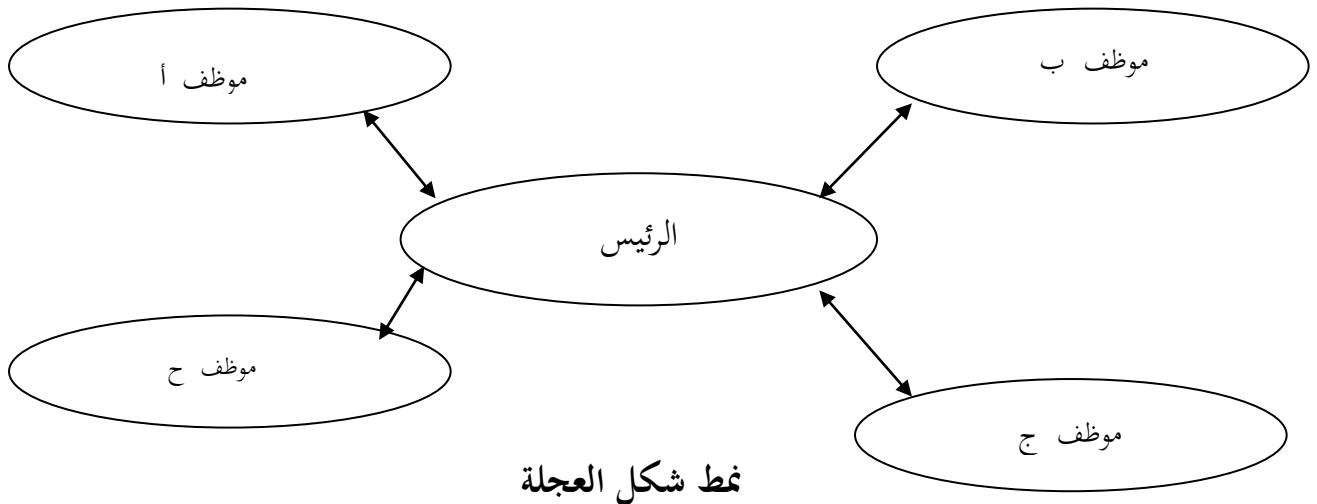 موظف ب
موظف أ
الرئيس
موظف ح
موظف ج
نمط شكل العجلة